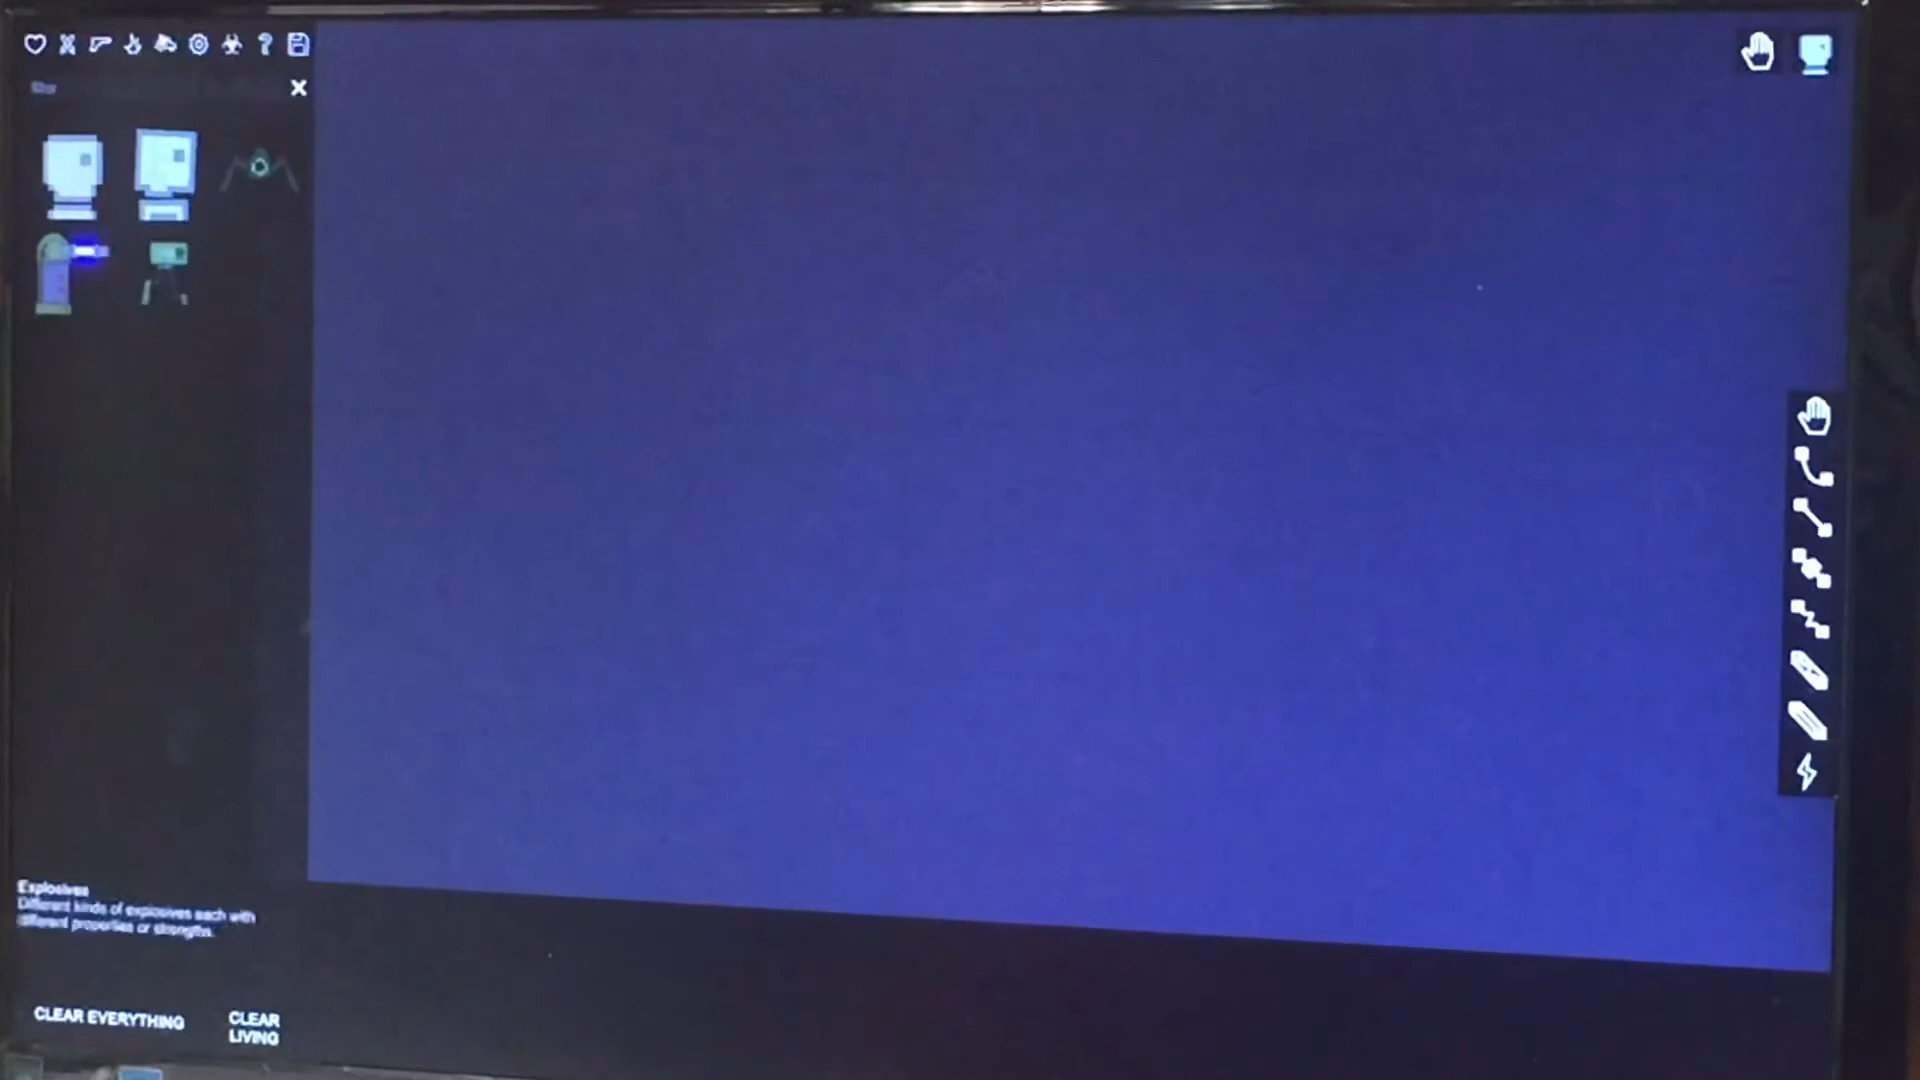 Explosives
Different kinds of explosives each with
different properties or strengths.
CLEAR EVERYTHING
CLEAR
LIVING